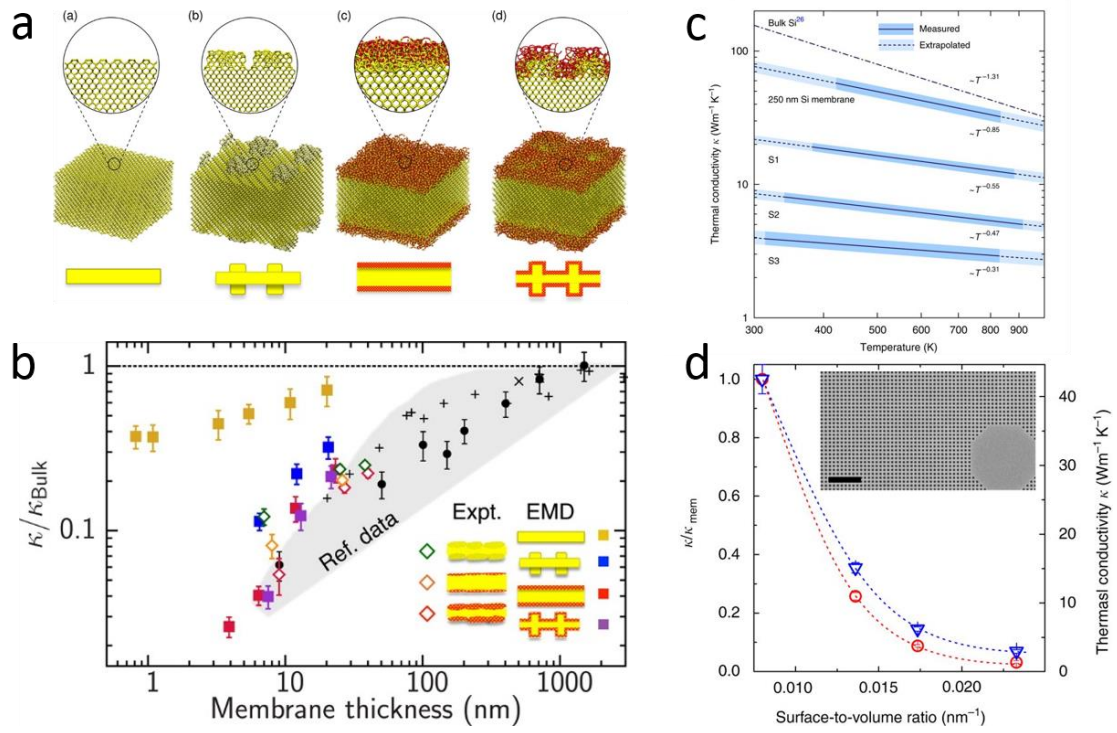 a
(a)
(b)
(c)
(d)
b
κ/κBulk
1
0.1
Ref. data
Expt.
EMD
1
10
100
1000
Membrane thickness (nm)
c
Bulk Si26
Measured
Extrapolated
100
10
1
Thermal conductivity κ (Wm−1 K−1)
~T−1.31
250 nm Si membrane
~T−0.85
S1
~T−0.55
S2
~T−0.47
S3
~T−0.31
300
400
500
600
700
800
900
Temperature (K)
d
1.0
0.8
0.6
0.4
0.2
0.0
κ/κ mem
40
30
20
10
0
Thermasl conductivity κ (Wm−1 K−1)
0.010
0.015
0.020
Surface-to-volume ratio (nm−1)